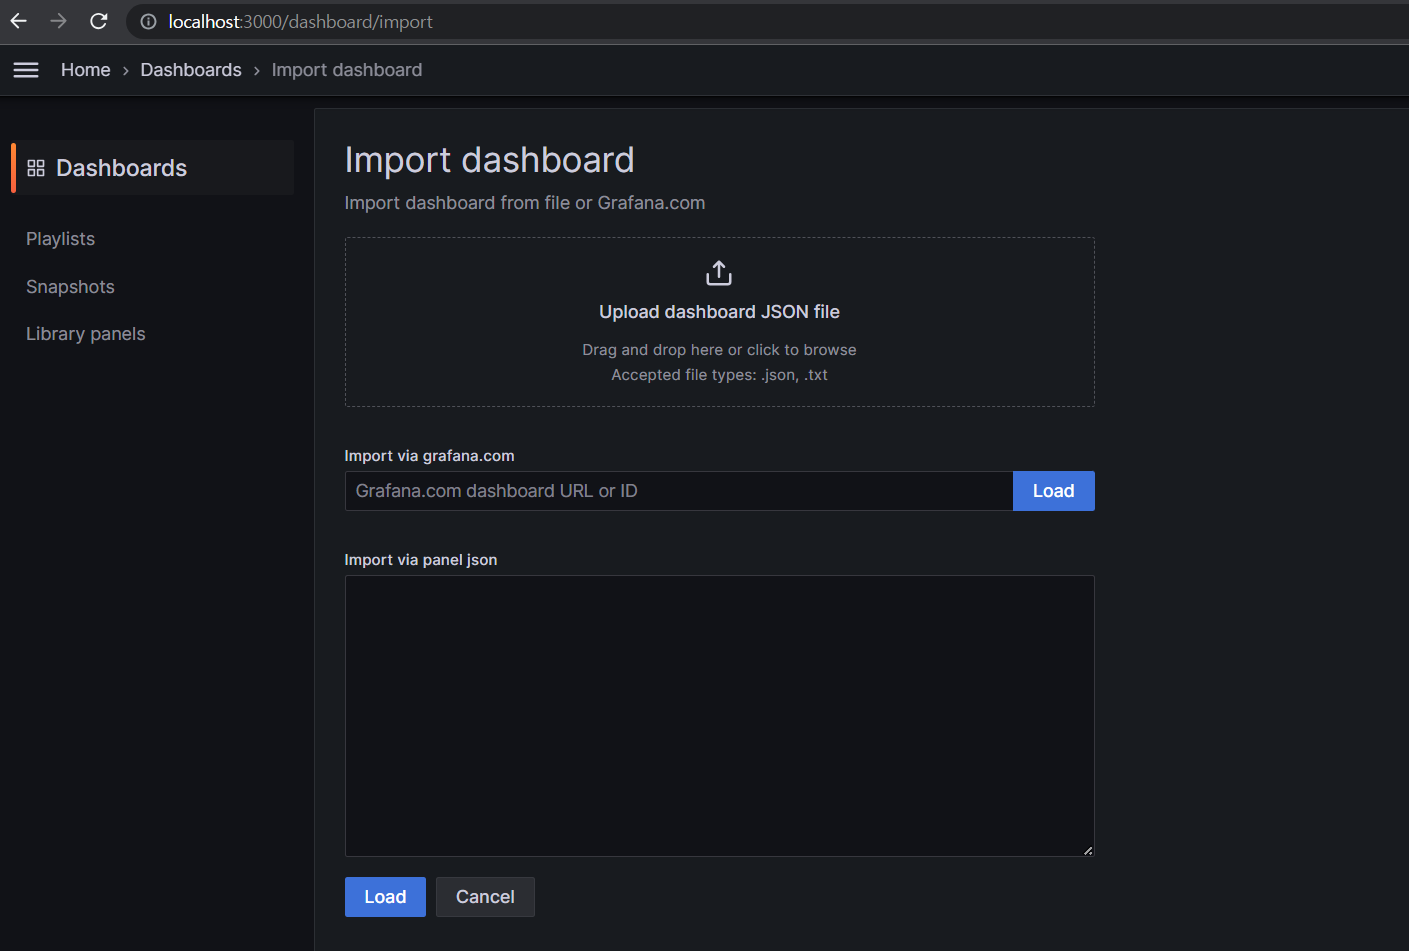 localhost:3000/dashboard/import
Home › Dashboards › Import dashboard
Dashboards
Playlists
Snapshots
Library panels
Import dashboard
Import dashboard from file or Grafana.com
Upload dashboard JSON file
Drag and drop here or click to browse
Accepted file types: .json, .txt
Import via grafana.com
Grafana.com dashboard URL or ID
Load
Import via panel json
Load
Cancel